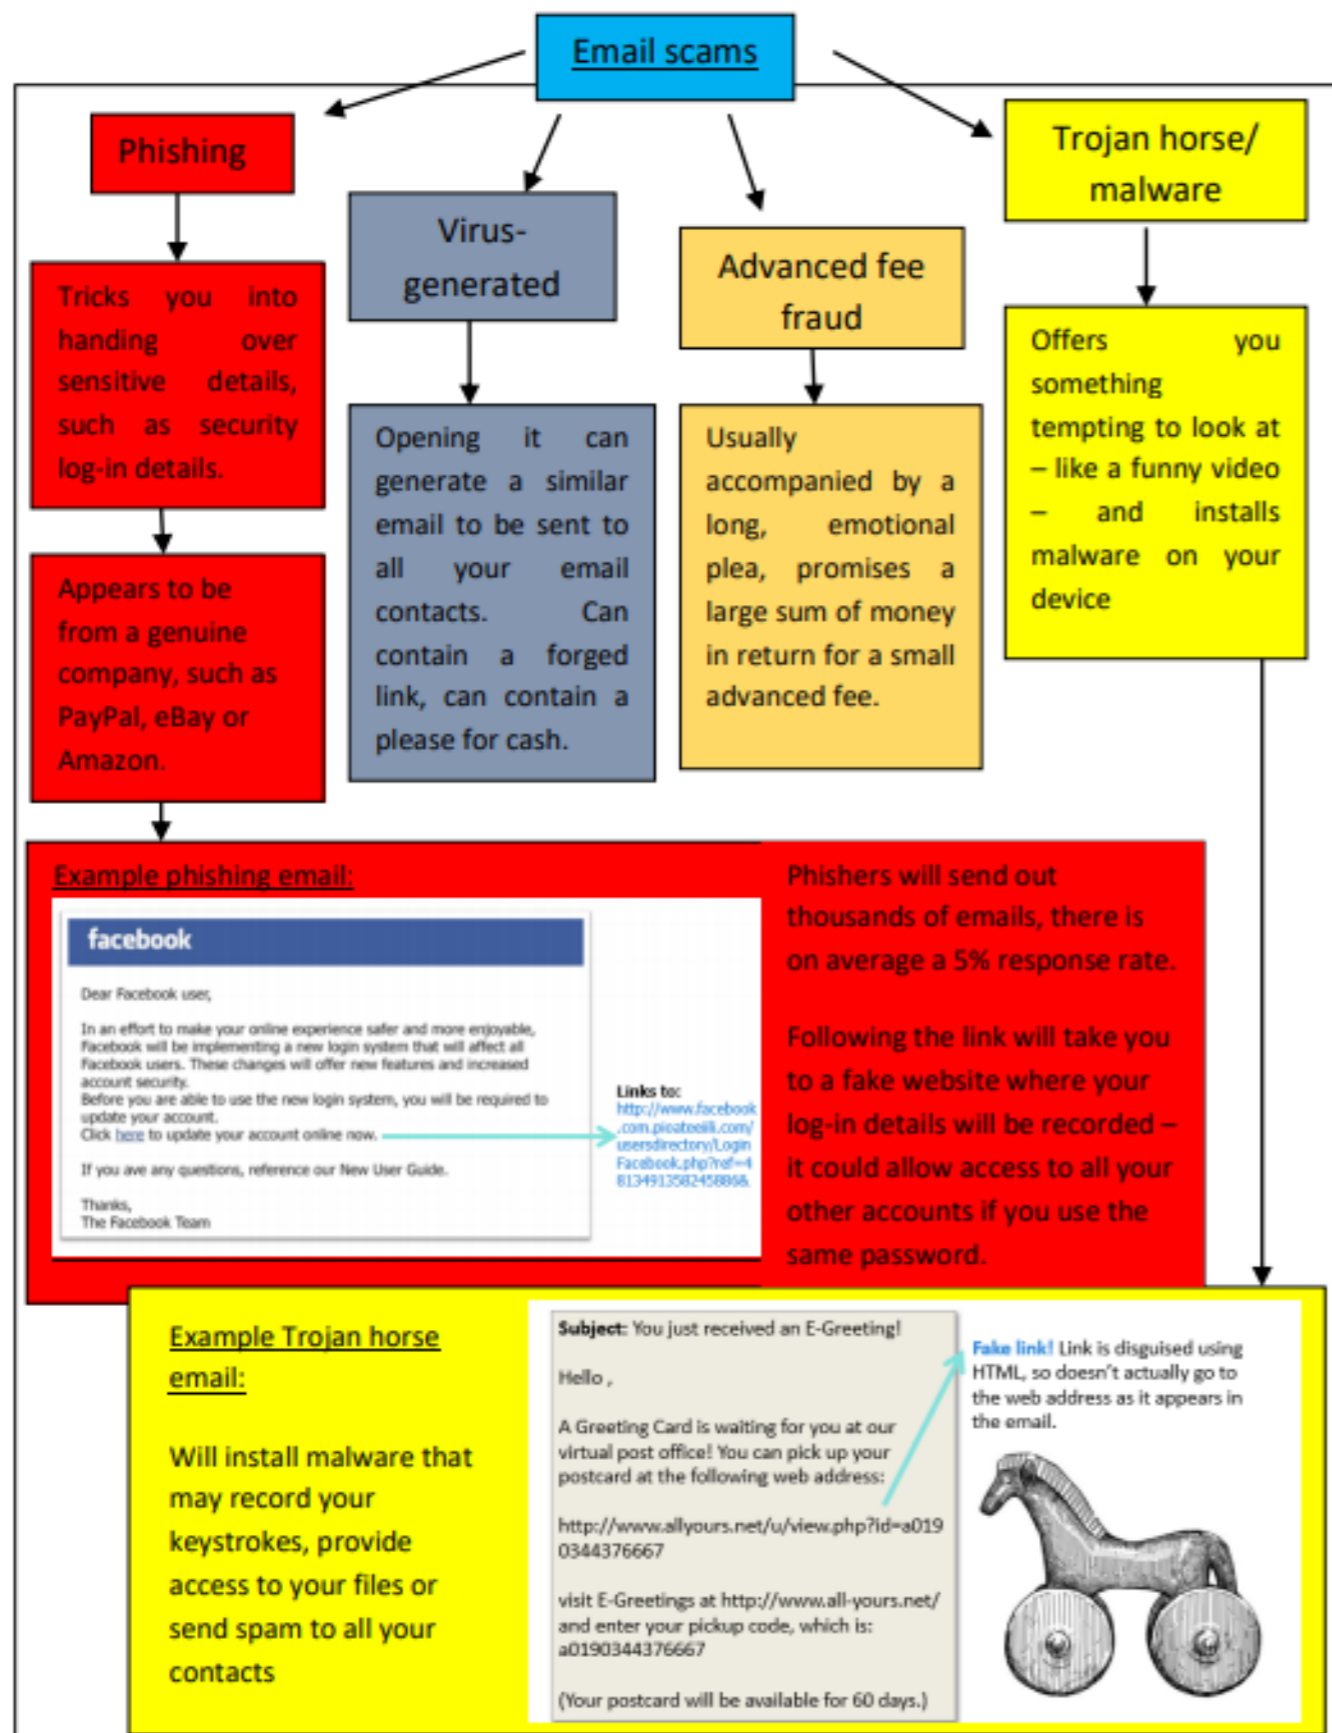 Email scams
Phishing
Tricks you into
handing over
sensitive details,
such as security
log-in details.
Appears to be
from a genuine
company, such as
PayPal, eBay or
Amazon.
Virus-
generated
Opening it can
generate a similar
email to be sent to
all your email
contacts. Can
contain a forged
link, can contain a
please for cash.
Advanced fee
fraud
Usually
accompanied by a
long, emotional
plea, promises a
large sum of money
in return for a small
advanced fee.
Trojan horse/
malware
Offers you
something
tempting to look at
– like a funny video
– and installs
malware on your
device
Example phishing email:
facebook
Dear Facebook user,
In an effort to make your online experience safer and more enjoyable,
Facebook will be implementing a new login system that will affect all
Facebook users. These changes will offer new features and increased
account security.
Before you are able to use the new login system, you will be required to
update your account.
Click here to update your account online now.
If you ave any questions, reference our New User Guide.
Thanks,
The Facebook Team
Links to:
http://www.facebook
usersdirectory/Login
Facebook.php?ref=4
Phishers will send out
thousands of emails, there is
on average a 5% response rate.
Following the link will take you
to a fake website where your
log-in details will be recorded –
it could allow access to all your
other accounts if you use the
same password.
Example Trojan horse
email:
Will install malware that
may record your
keystrokes, provide
access to your files or
send spam to all your
contacts
Subject: You just received an E-Greeting!
Hello ,
A Greeting Card is waiting for you at our
virtual post office! You can pick up your
postcard at the following web address:
http://www.allyours.net/u/view.php?id=a019
0344376667
visit E-Greetings at http://www.all-yours.net/
and enter your pickup code, which is:
a0190344376667
(Your postcard will be available for 60 days.)
Fake link! Link is disguised using
HTML, so doesn't actually go to
the web address as it appears in
the email.